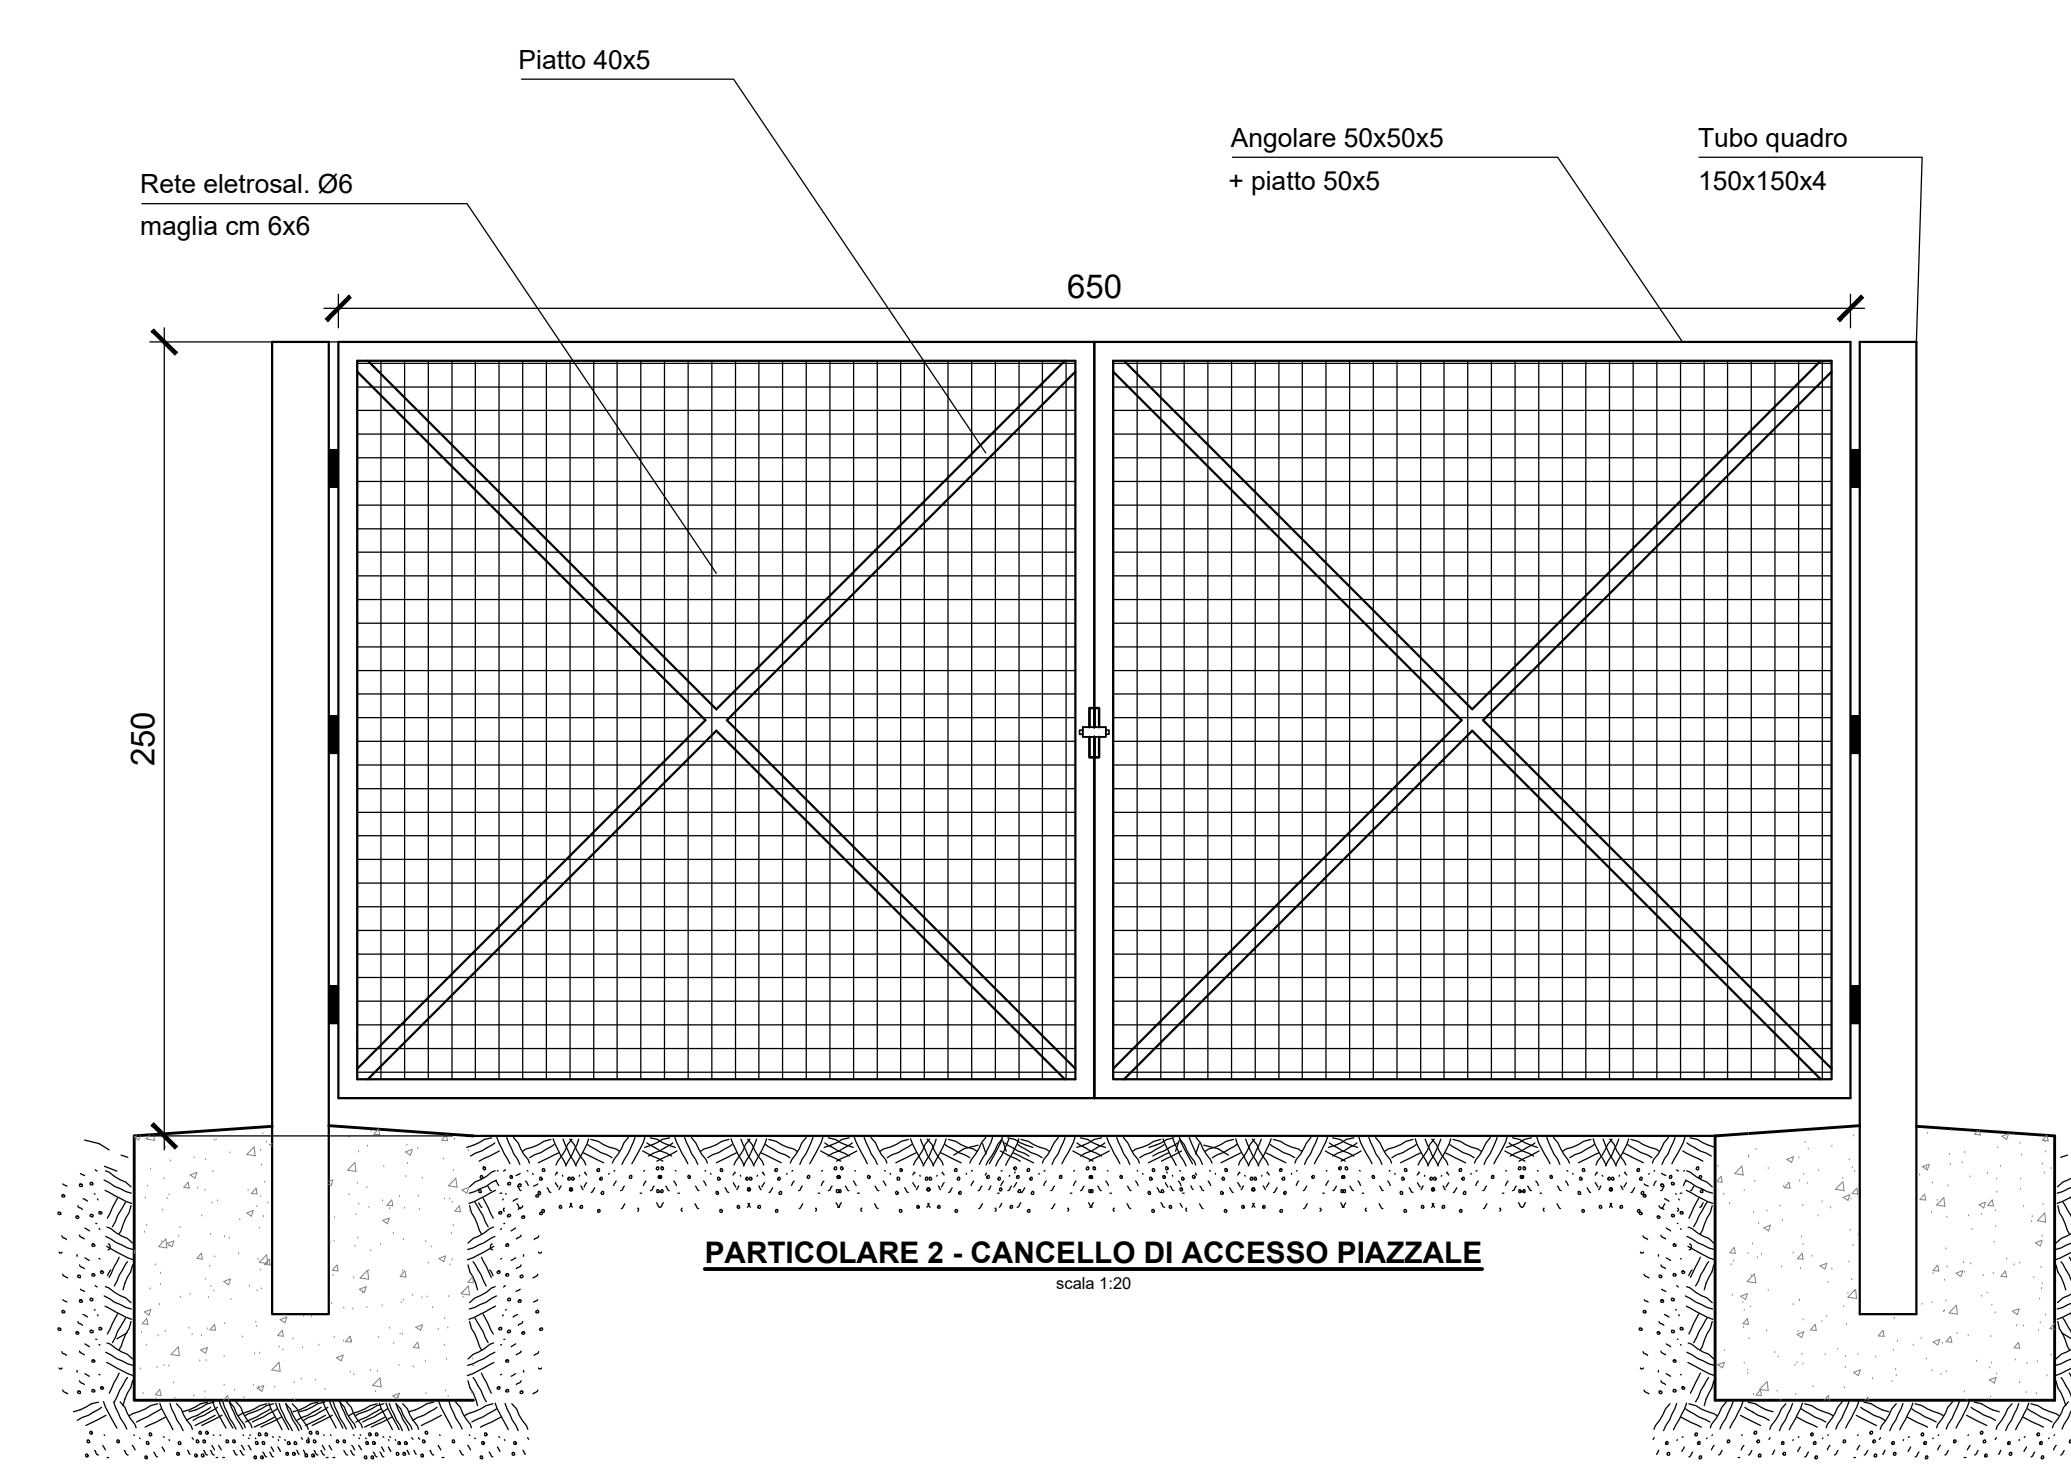 Piatto 40x5
Angolare 50x50x5
+ piatto 50x5
Tubo quadro
150x150x4
Rete eletrosal. Ø6
maglia cm 6x6
650
250
PARTICOLARE 2 - CANCELLO DI ACCESSO PIAZZALE
scala 1:20